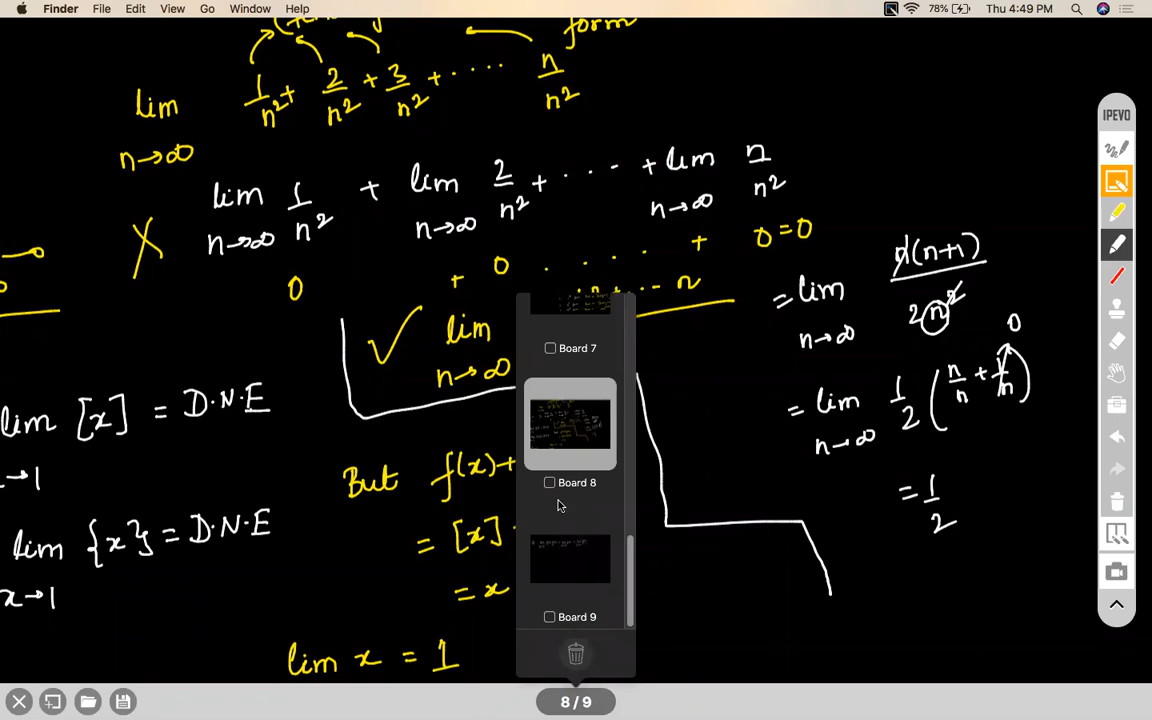 Finder File Edit View Go Window Help 78% Thu 4:49 PM
form
lim n→∞ 1/n² + 2/n² + 3/n² + ..... n/n²
lim n→∞ 1/n² + lim n→∞ 2/n² + ..... + lim n→∞ n/n²
X 0 + 0 ..... + 0 = 0
✓ lim n→∞
= lim n→∞ n(n+1)/2n²
0
= lim n→∞ 1/2 (n/n + 1/n)
= 1/2
lim [x] = D.N.E
x→1
lim {x} = D.N.E
x→1
But f(x)+
= [x]
= x
lim x = 1
IPEVO
Board 7
Board 8
Board 9
8 / 9